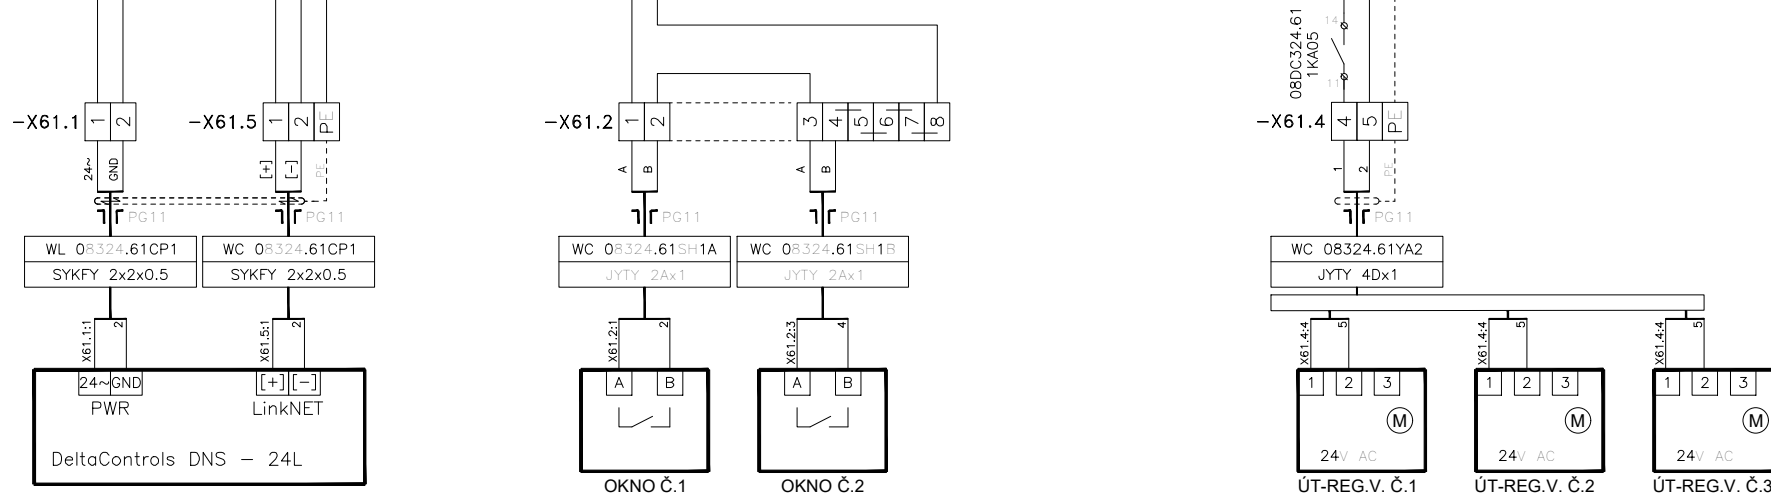 08DC324.61
1KA05
14
11
-X61.1 1 2
-X61.5 1 2 PE
-X61.2 1 2 3 4 5 6 7 8
-X61.4 4 5 PE
24~ GND
[+] [-] PE
A B
A B
1 2 PE
PG11
PG11
PG11
PG11
PG11
WL 08324.61CP1
SYKFY 2x2x0.5
WC 08324.61CP1
SYKFY 2x2x0.5
WC 08324.61SH1A
JYTY 2Ax1
WC 08324.61SH1B
JYTY 2Ax1
WC 08324.61YA2
JYTY 4Dx1
X61.1:1 2
X61.5:1 2
X61.2:1 2
X61.2:3 4
X61.4:4 5
X61.4:4 5
X61.4:4 5
24~ GND
PWR
[+] [-]
LinkNET
DeltaControls DNS - 24L
A B
OKNO Č.1
A B
OKNO Č.2
1 2 3
M
24V AC
ÚT-REG.V. Č.1
1 2 3
M
24V AC
ÚT-REG.V. Č.2
1 2 3
M
24V AC
ÚT-REG.V. Č.3